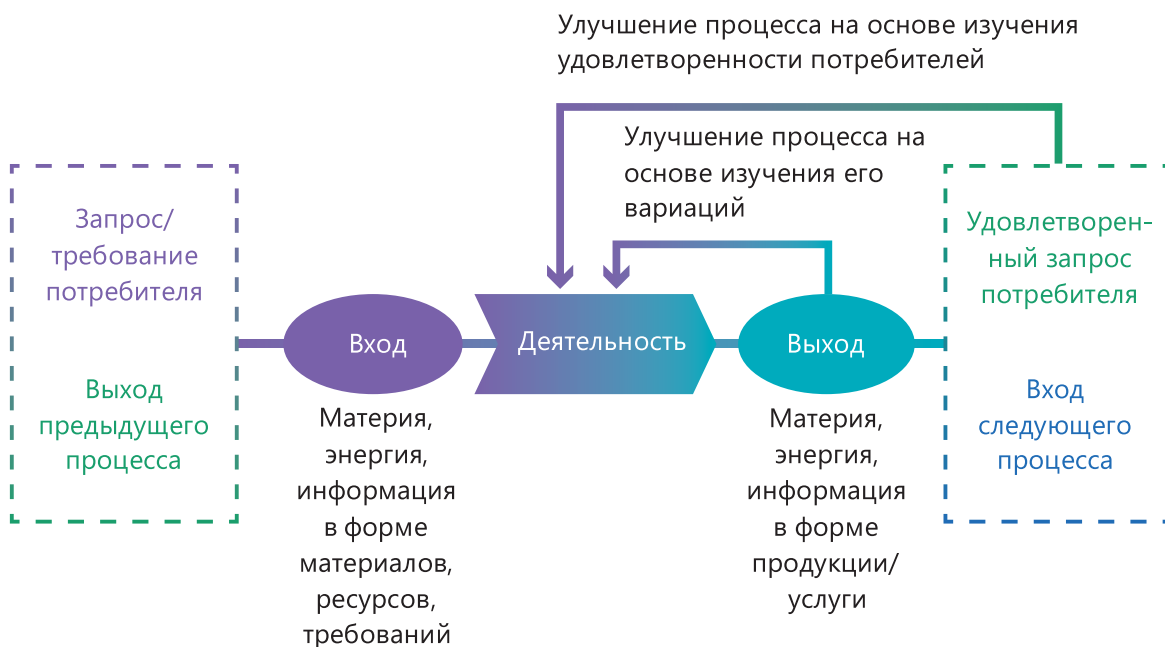 Улучшение процесса на основе изучения
удовлетворенности потребителей
Улучшение процесса на
основе изучения его
вариаций
Запрос/
требование
потребителя
Выход
предыдущего
процесса
Вход
Материя,
энергия,
информация
в форме
материалов,
ресурсов,
требований
Деятельность
Выход
Материя,
энергия,
информация
в форме
продукции/
услуги
Удовлетворен-
ный запрос
потребителя
Вход
следующего
процесса